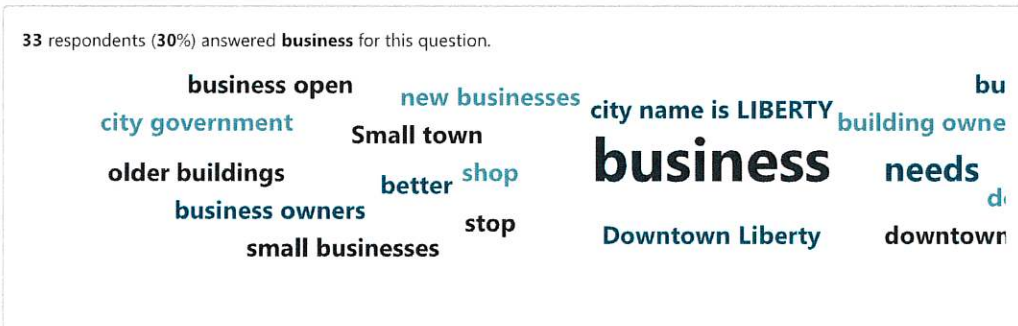 33 respondents (30%) answered business for this question.
business open
new businesses
city name is LIBERTY
city government
Small town
building owne
business
older buildings
better
shop
needs
business owners
stop
Downtown Liberty
downtown
small businesses
bu